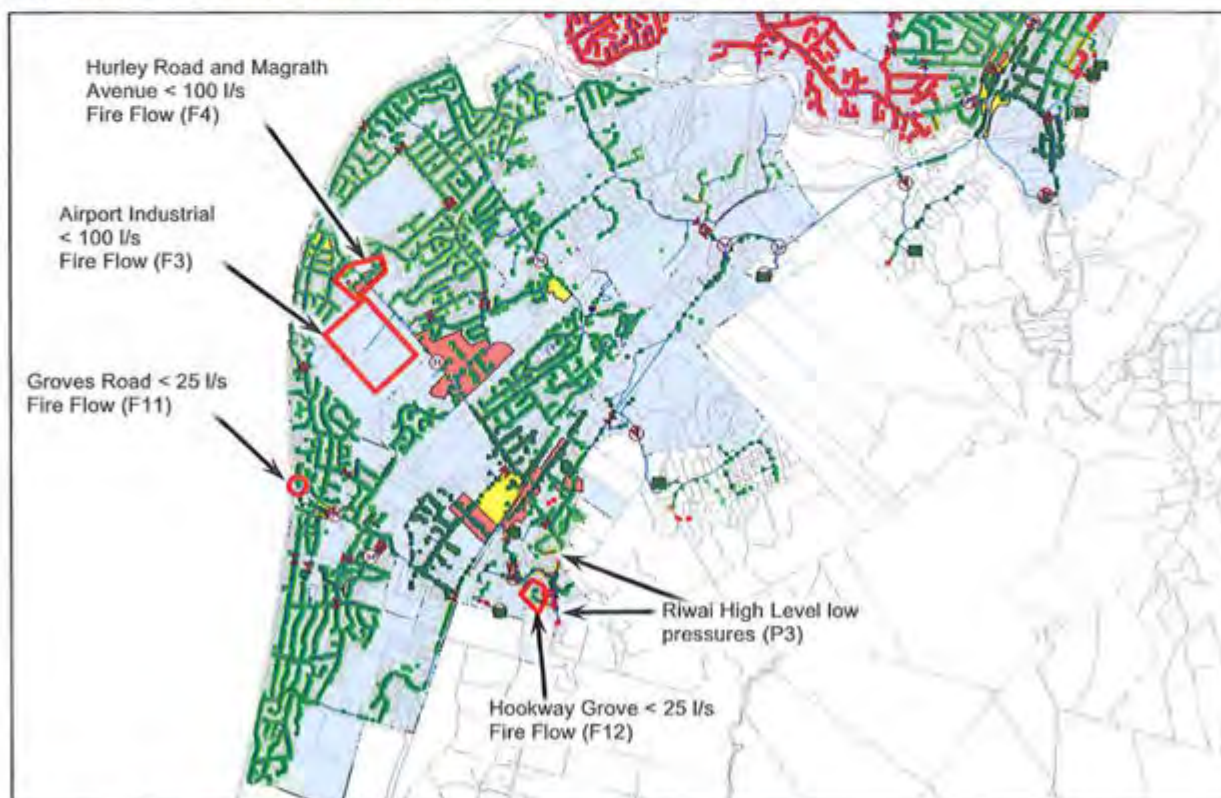 Hurley Road and Magrath
Avenue < 100 l/s
Fire Flow (F4)
Airport Industrial
< 100 l/s
Fire Flow (F3)
Groves Road < 25 l/s
Fire Flow (F11)
Riwai High Level low
pressures (P3)
Hookway Grove < 25 l/s
Fire Flow (F12)